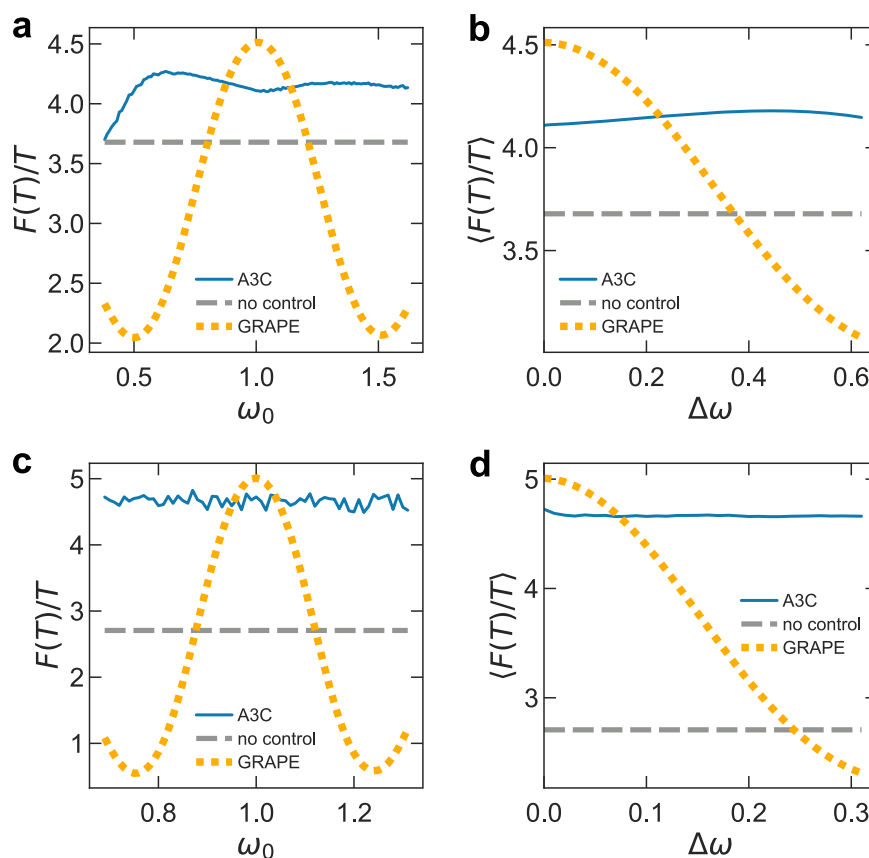 a
4.5
4.0
3.5
3.0
2.5
2.0
F(T)/T
A3C
no control
GRAPE
0.5 1.0 1.5
ω₀
b
4.5
4.0
3.5
⟨F(T)/T⟩
A3C
no control
GRAPE
0.0 0.2 0.4 0.6
Δω
c
5
4
3
2
1
F(T)/T
A3C
no control
GRAPE
0.8 1.0 1.2
ω₀
d
5
4
3
⟨F(T)/T⟩
A3C
no control
GRAPE
0.0 0.1 0.2 0.3
Δω